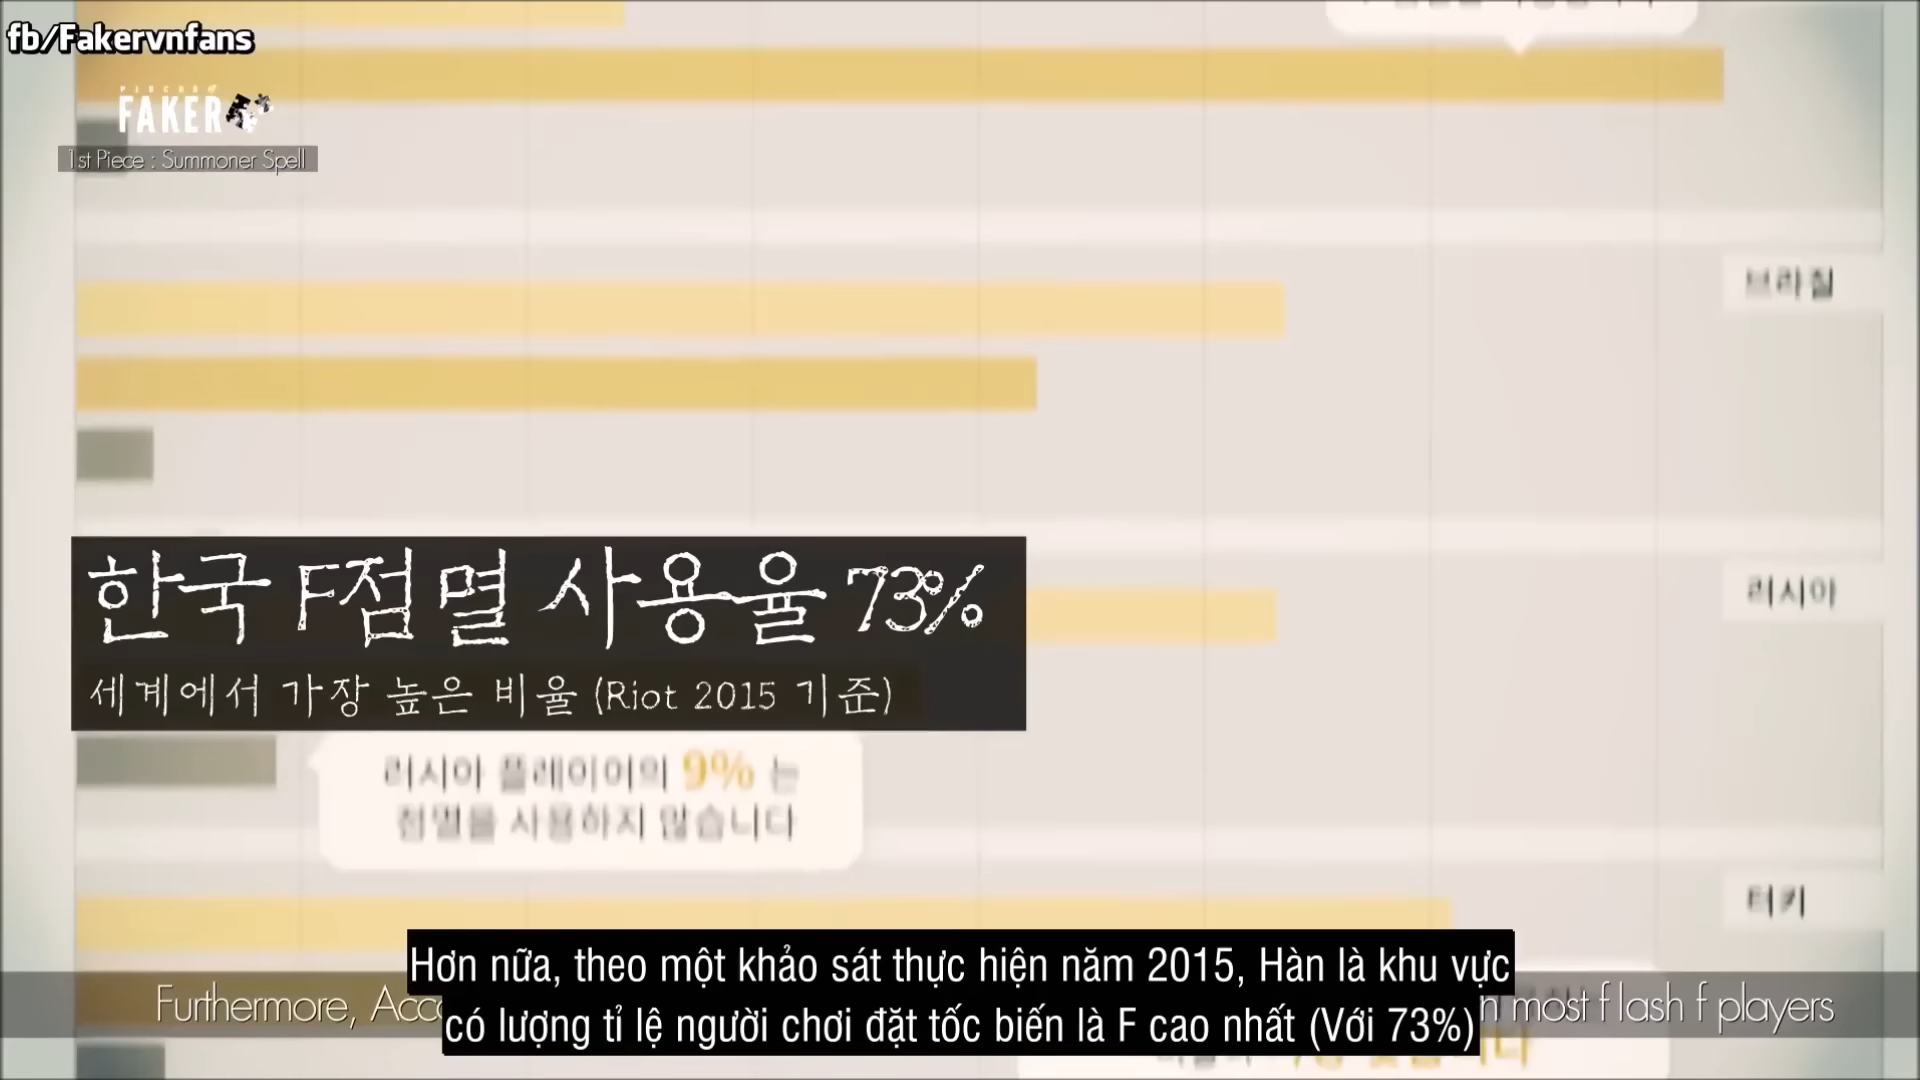 fb/Fakervnfans
PIECES of
FAKER
1st Piece : Summoner Spell
브라질
한국 F점멸 사용율 73%
세계에서 가장 높은 비율 (Riot 2015 기준)
러시아
러시아 플레이어의 9% 는
점멸을 사용하지 않습니다
터키
Hơn nữa, theo một khảo sát thực hiện năm 2015, Hàn là khu vực
có lượng tỉ lệ người chơi đặt tốc biến là F cao nhất (Với 73%)
Furthermore, most flash f players